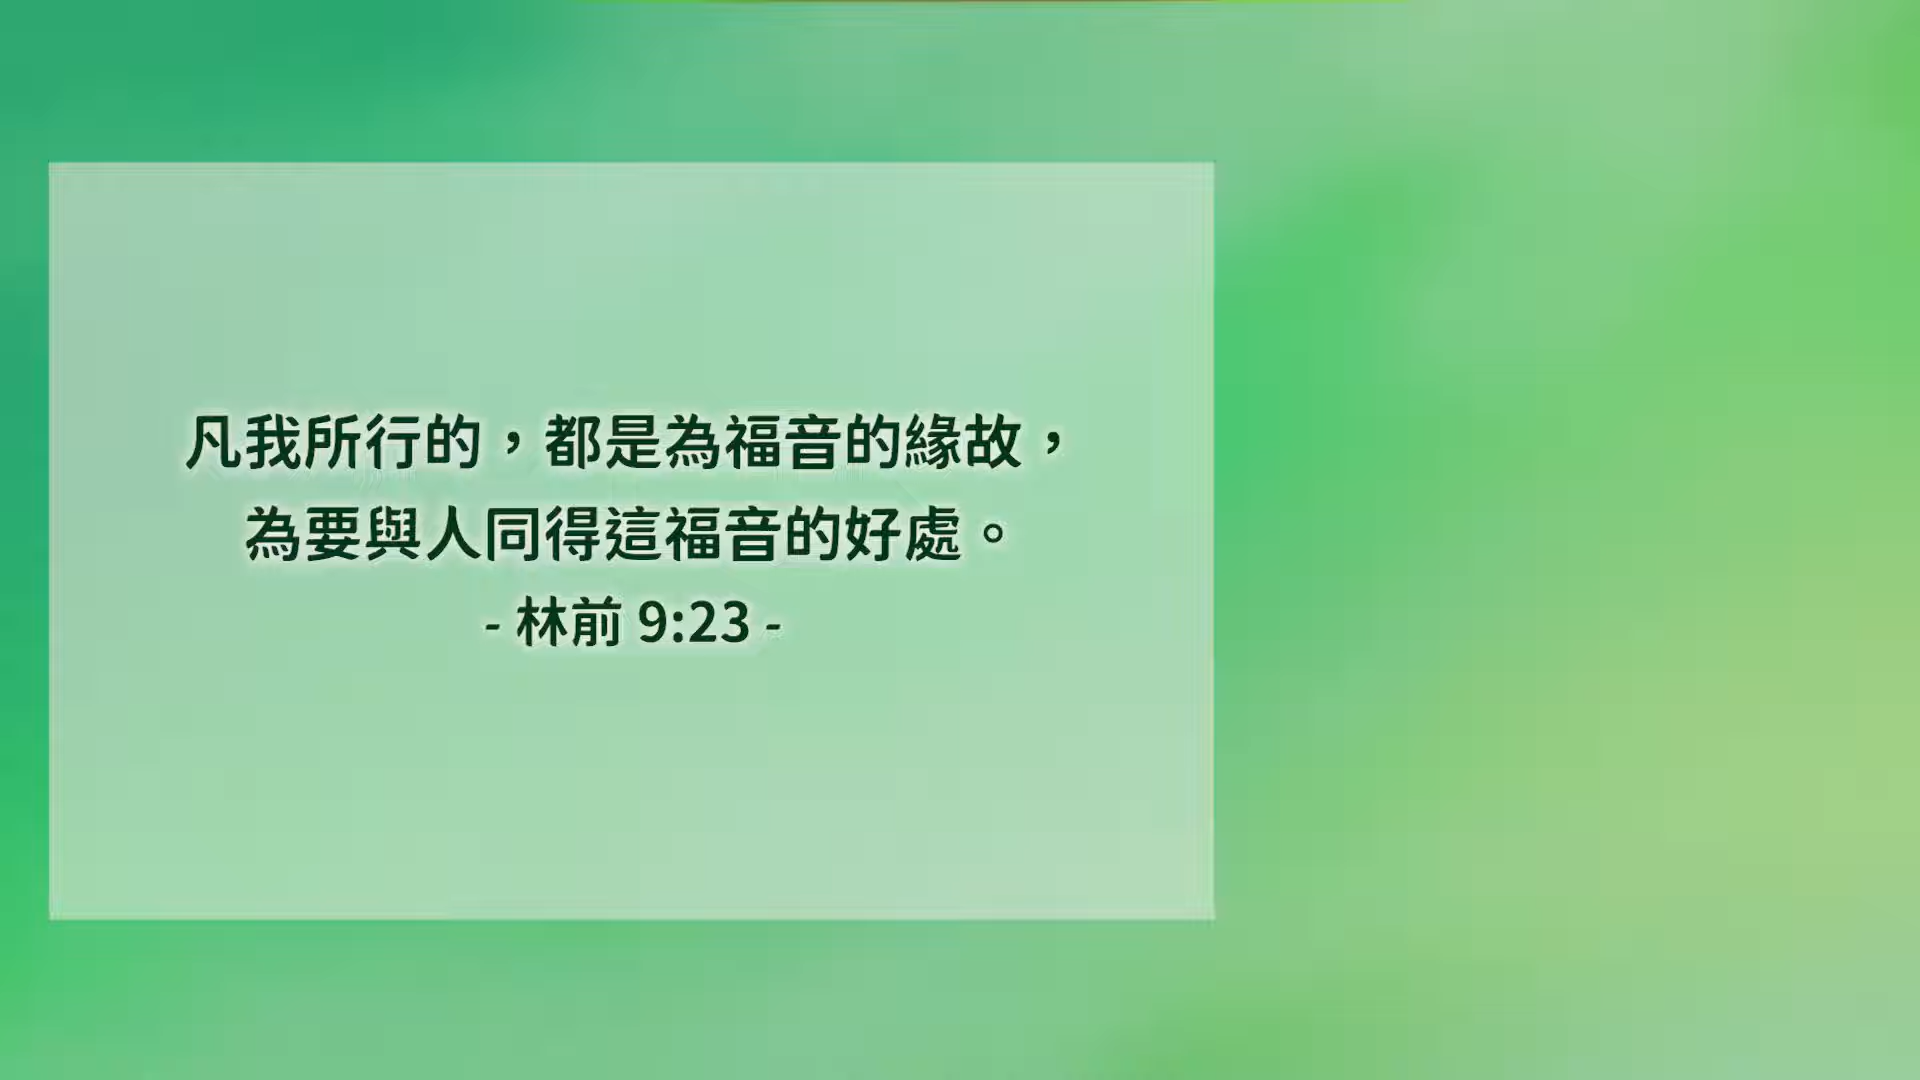 凡我所行的，都是為福音的緣故，
為要與人同得這福音的好處。
- 林前 9:23 -